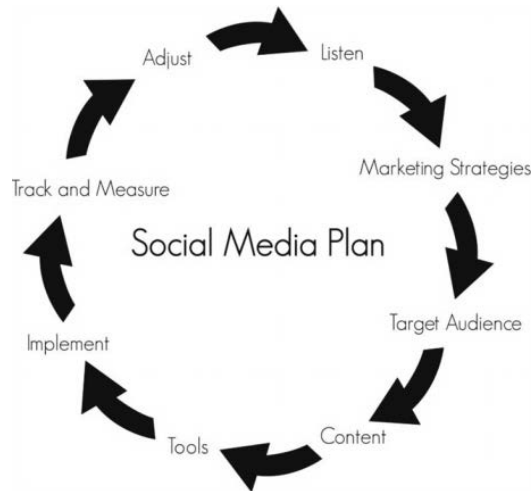 Adjust
Listen
Marketing Strategies
Target Audience
Content
Tools
Implement
Track and Measure
Social Media Plan